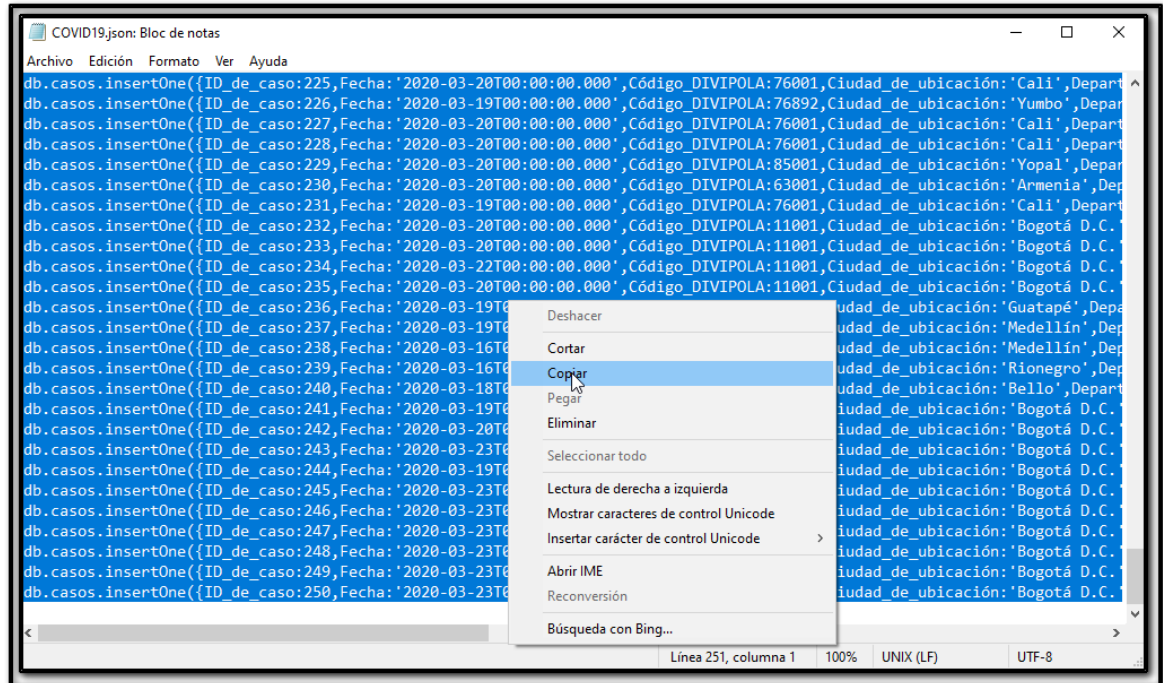 COVID19.json: Bloc de notas
Archivo Edición Formato Ver Ayuda
db.casos.insertOne({ID_de_caso:225,Fecha:'2020-03-20T00:00:00.000',Código_DIVIPOLA:76001,Ciudad_de_ubicación:'Cali',Depart
db.casos.insertOne({ID_de_caso:226,Fecha:'2020-03-19T00:00:00.000',Código_DIVIPOLA:76892,Ciudad_de_ubicación:'Yumbo',Depar
db.casos.insertOne({ID_de_caso:227,Fecha:'2020-03-20T00:00:00.000',Código_DIVIPOLA:76001,Ciudad_de_ubicación:'Cali',Depart
db.casos.insertOne({ID_de_caso:228,Fecha:'2020-03-20T00:00:00.000',Código_DIVIPOLA:76001,Ciudad_de_ubicación:'Cali',Depart
db.casos.insertOne({ID_de_caso:229,Fecha:'2020-03-20T00:00:00.000',Código_DIVIPOLA:85001,Ciudad_de_ubicación:'Yopal',Depar
db.casos.insertOne({ID_de_caso:230,Fecha:'2020-03-20T00:00:00.000',Código_DIVIPOLA:63001,Ciudad_de_ubicación:'Armenia',Dep
db.casos.insertOne({ID_de_caso:231,Fecha:'2020-03-19T00:00:00.000',Código_DIVIPOLA:76001,Ciudad_de_ubicación:'Cali',Depart
db.casos.insertOne({ID_de_caso:232,Fecha:'2020-03-20T00:00:00.000',Código_DIVIPOLA:11001,Ciudad_de_ubicación:'Bogotá D.C.'
db.casos.insertOne({ID_de_caso:233,Fecha:'2020-03-20T00:00:00.000',Código_DIVIPOLA:11001,Ciudad_de_ubicación:'Bogotá D.C.'
db.casos.insertOne({ID_de_caso:234,Fecha:'2020-03-22T00:00:00.000',Código_DIVIPOLA:11001,Ciudad_de_ubicación:'Bogotá D.C.'
db.casos.insertOne({ID_de_caso:235,Fecha:'2020-03-20T00:00:00.000',Código_DIVIPOLA:11001,Ciudad_de_ubicación:'Bogotá D.C.'
db.casos.insertOne({ID_de_caso:236,Fecha:'2020-03-19T0 udad_de_ubicación:'Guatapé',Depa
db.casos.insertOne({ID_de_caso:237,Fecha:'2020-03-19T0 udad_de_ubicación:'Medellín',Dep
db.casos.insertOne({ID_de_caso:238,Fecha:'2020-03-16T0 udad_de_ubicación:'Medellín',Dep
db.casos.insertOne({ID_de_caso:239,Fecha:'2020-03-16T0 udad_de_ubicación:'Rionegro',Dep
db.casos.insertOne({ID_de_caso:240,Fecha:'2020-03-18T0 udad_de_ubicación:'Bello',Depart
db.casos.insertOne({ID_de_caso:241,Fecha:'2020-03-19T0 iudad_de_ubicación:'Bogotá D.C.'
db.casos.insertOne({ID_de_caso:242,Fecha:'2020-03-20T0 iudad_de_ubicación:'Bogotá D.C.'
db.casos.insertOne({ID_de_caso:243,Fecha:'2020-03-23T0 iudad_de_ubicación:'Bogotá D.C.'
db.casos.insertOne({ID_de_caso:244,Fecha:'2020-03-19T0 iudad_de_ubicación:'Bogotá D.C.'
db.casos.insertOne({ID_de_caso:245,Fecha:'2020-03-23T0 iudad_de_ubicación:'Bogotá D.C.'
db.casos.insertOne({ID_de_caso:246,Fecha:'2020-03-23T0 iudad_de_ubicación:'Bogotá D.C.'
db.casos.insertOne({ID_de_caso:247,Fecha:'2020-03-23T0 iudad_de_ubicación:'Bogotá D.C.'
db.casos.insertOne({ID_de_caso:248,Fecha:'2020-03-23T0 iudad_de_ubicación:'Bogotá D.C.'
db.casos.insertOne({ID_de_caso:249,Fecha:'2020-03-23T0 iudad_de_ubicación:'Bogotá D.C.'
db.casos.insertOne({ID_de_caso:250,Fecha:'2020-03-23T0 iudad_de_ubicación:'Bogotá D.C.'
Deshacer
Cortar
Copiar
Pegar
Eliminar
Seleccionar todo
Lectura de derecha a izquierda
Mostrar caracteres de control Unicode
Insertar carácter de control Unicode
Abrir IME
Reconversión
Búsqueda con Bing...
Línea 251, columna 1 100% UNIX (LF) UTF-8